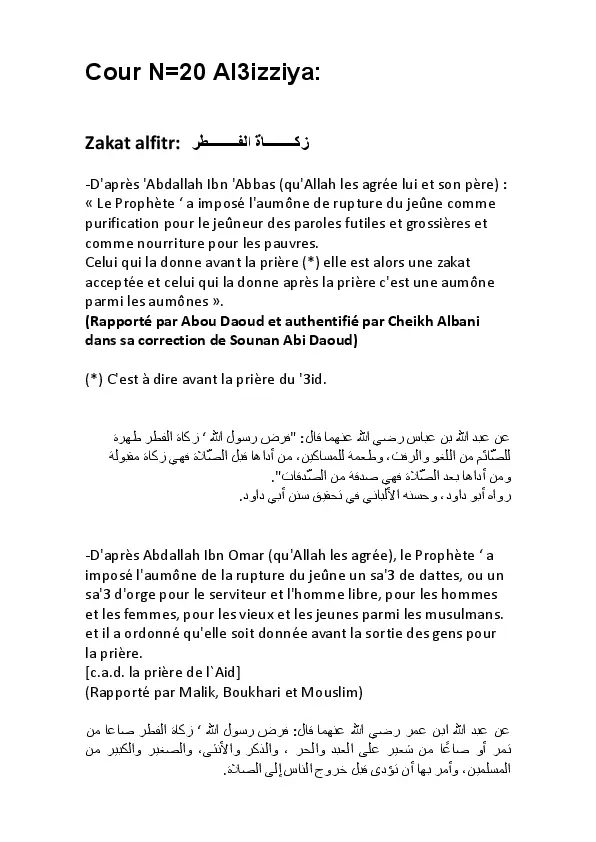 Cour N=20 Al3izziya:
Zakat alfitr: زكـــــاة الفـــــطر
-D'après 'Abdallah Ibn 'Abbas (qu'Allah les agrée lui et son père) :
« Le Prophète ‘ a imposé l'aumône de rupture du jeûne comme
purification pour le jeûneur des paroles futiles et grossières et
comme nourriture pour les pauvres.
Celui qui la donne avant la prière (*) elle est alors une zakat
acceptée et celui qui la donne après la prière c'est une aumône
parmi les aumônes ».
(Rapporté par Abou Daoud et authentifié par Cheikh Albani
dans sa correction de Sounan Abi Daoud)
(*) C'est à dire avant la prière du '3id.
عن عبد الله بن عباس رضي الله عنهما قال: "فرض رسول الله ‘ زكاة الفطر طهرة
للصّائم من اللغو والرفث، وطعمة للمساكين، من أداها قبل الصّلاة فهي زكاة مقبولة
ومن أداها بعد الصّلاة فهي صدقة من الصّدقات".
رواه أبو داود، وحسنه الألباني في تحقيق سنن أبي داود.
-D'après Abdallah Ibn Omar (qu'Allah les agrée), le Prophète ‘ a
imposé l'aumône de la rupture du jeûne un sa'3 de dattes, ou un
sa'3 d'orge pour le serviteur et l'homme libre, pour les hommes
et les femmes, pour les vieux et les jeunes parmi les musulmans.
et il a ordonné qu'elle soit donnée avant la sortie des gens pour
la prière.
[c.a.d. la prière de l`Aid]
(Rapporté par Malik, Boukhari et Mouslim)
عن عبد الله ابن عمر رضي الله عنهما قال: فرض رسول الله ‘ زكاة الفطر صاعا من
تمر أو صاعًا من شعير على العبد والحر ، والذكر والأنثى، والصغير والكبير من
المسلمين، وأمر بها أن تؤدى قبل خروج الناس إلى الصلاة.